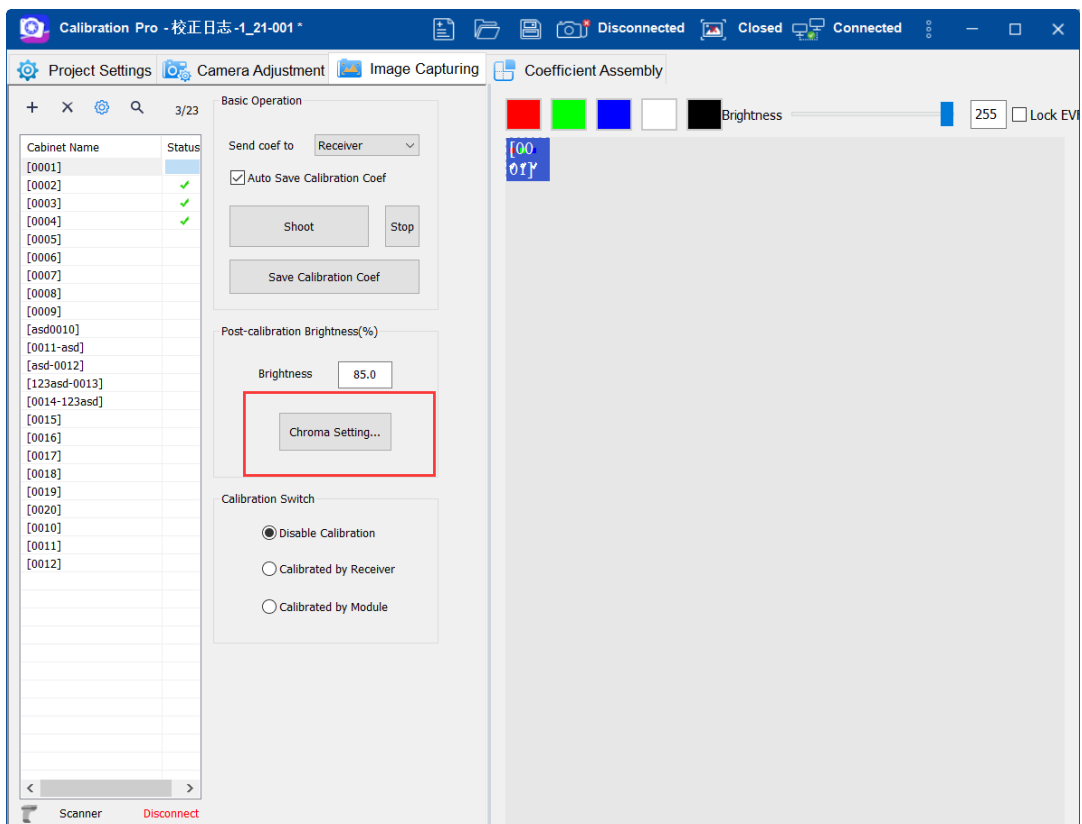 Calibration Pro - 校正日志-1_21-001 *
Disconnected
Closed
Connected
Project Settings
Camera Adjustment
Image Capturing
Coefficient Assembly
3/23
Cabinet Name Status
[0001]
[0002]
[0003]
[0004]
[0005]
[0006]
[0007]
[0008]
[0009]
[asd0010]
[0011-asd]
[asd-0012]
[123asd-0013]
[0014-123asd]
[0015]
[0016]
[0017]
[0018]
[0019]
[0020]
[0010]
[0011]
[0012]
Scanner Disconnect
Basic Operation
Send coef to Receiver
Auto Save Calibration Coef
Shoot Stop
Save Calibration Coef
Post-calibration Brightness(%)
Brightness 85.0
Chroma Setting...
Calibration Switch
Disable Calibration
Calibrated by Receiver
Calibrated by Module
Brightness 255 Lock EV
[00
01]